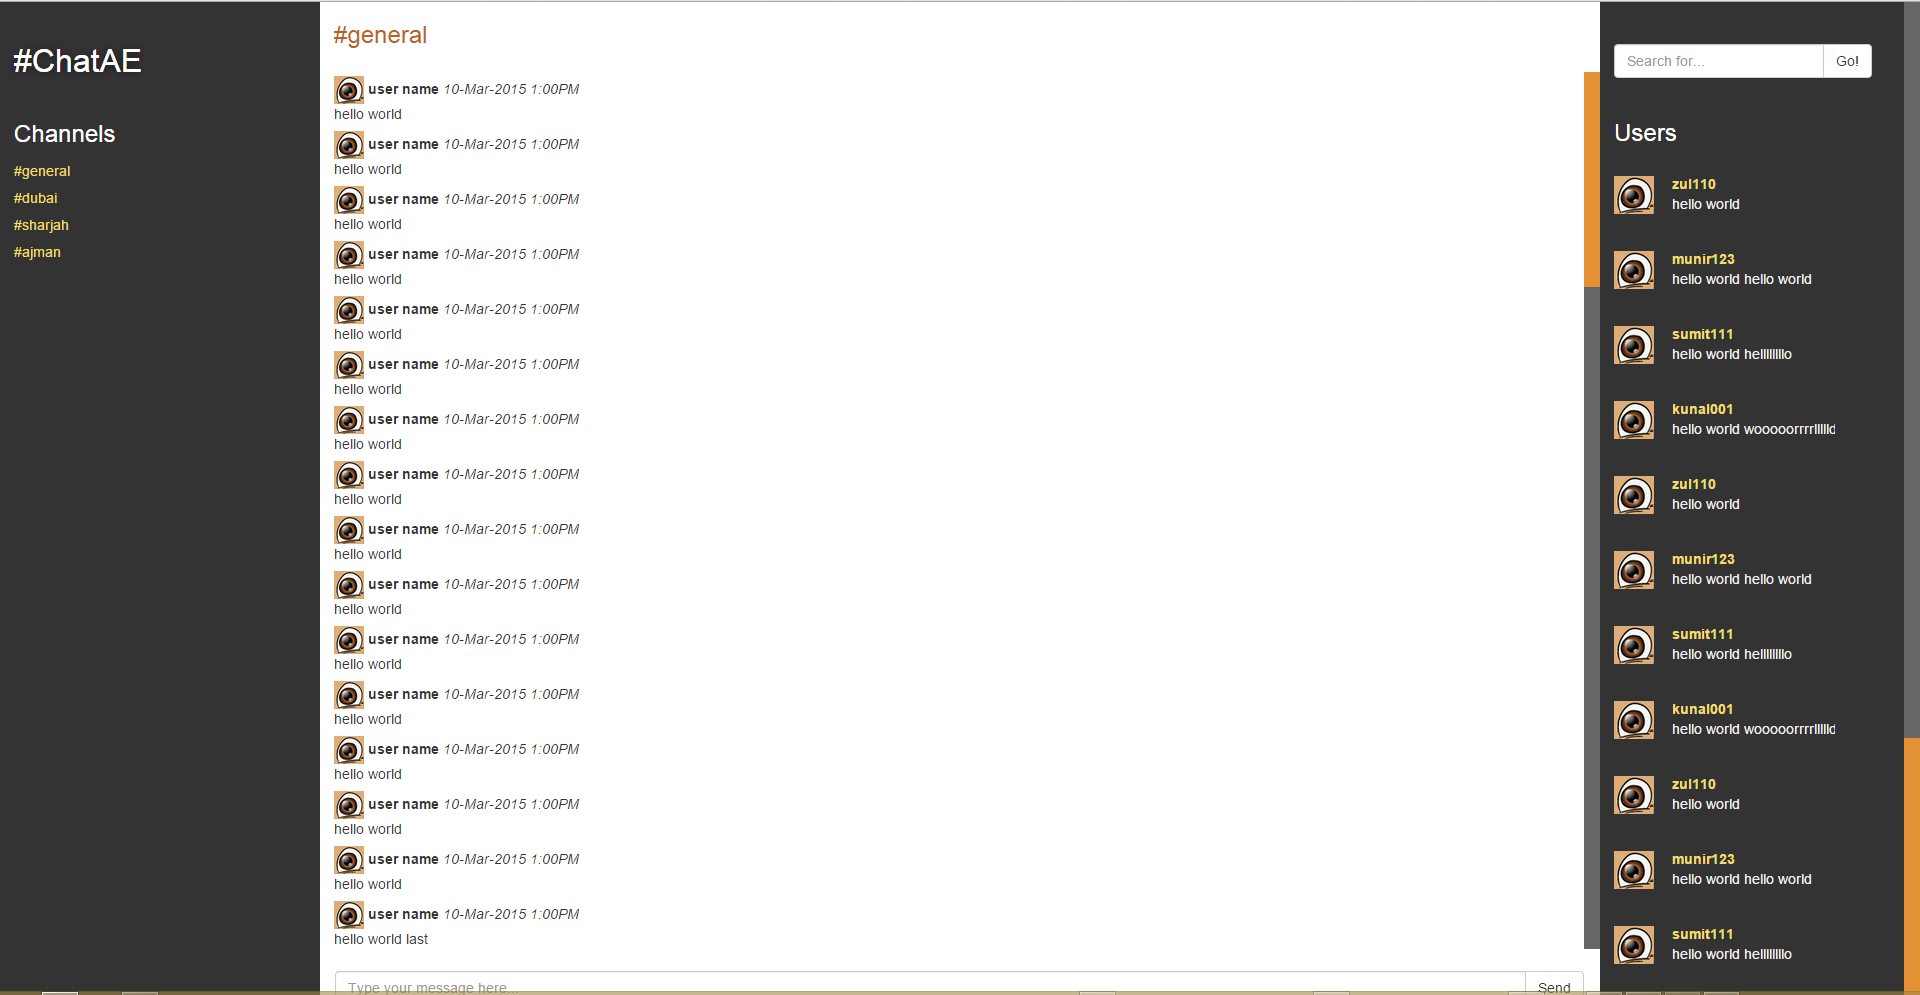 #ChatAE
Channels
#general
#dubai
#sharjah
#ajman
#general
user name 10-Mar-2015 1:00PM
hello world
user name 10-Mar-2015 1:00PM
hello world
user name 10-Mar-2015 1:00PM
hello world
user name 10-Mar-2015 1:00PM
hello world
user name 10-Mar-2015 1:00PM
hello world
user name 10-Mar-2015 1:00PM
hello world
user name 10-Mar-2015 1:00PM
hello world
user name 10-Mar-2015 1:00PM
hello world
user name 10-Mar-2015 1:00PM
hello world
user name 10-Mar-2015 1:00PM
hello world
user name 10-Mar-2015 1:00PM
hello world
user name 10-Mar-2015 1:00PM
hello world
user name 10-Mar-2015 1:00PM
hello world
user name 10-Mar-2015 1:00PM
hello world
user name 10-Mar-2015 1:00PM
hello world
user name 10-Mar-2015 1:00PM
hello world last
Type your message here... Send
Search for... Go!
Users
zul110
hello world
munir123
hello world hello world
sumit111
hello world helllllllllo
kunal001
hello world wooooorrrrllllld
zul110
hello world
munir123
hello world hello world
sumit111
hello world helllllllllo
kunal001
hello world wooooorrrrllllld
zul110
hello world
munir123
hello world hello world
sumit111
hello world helllllllllo